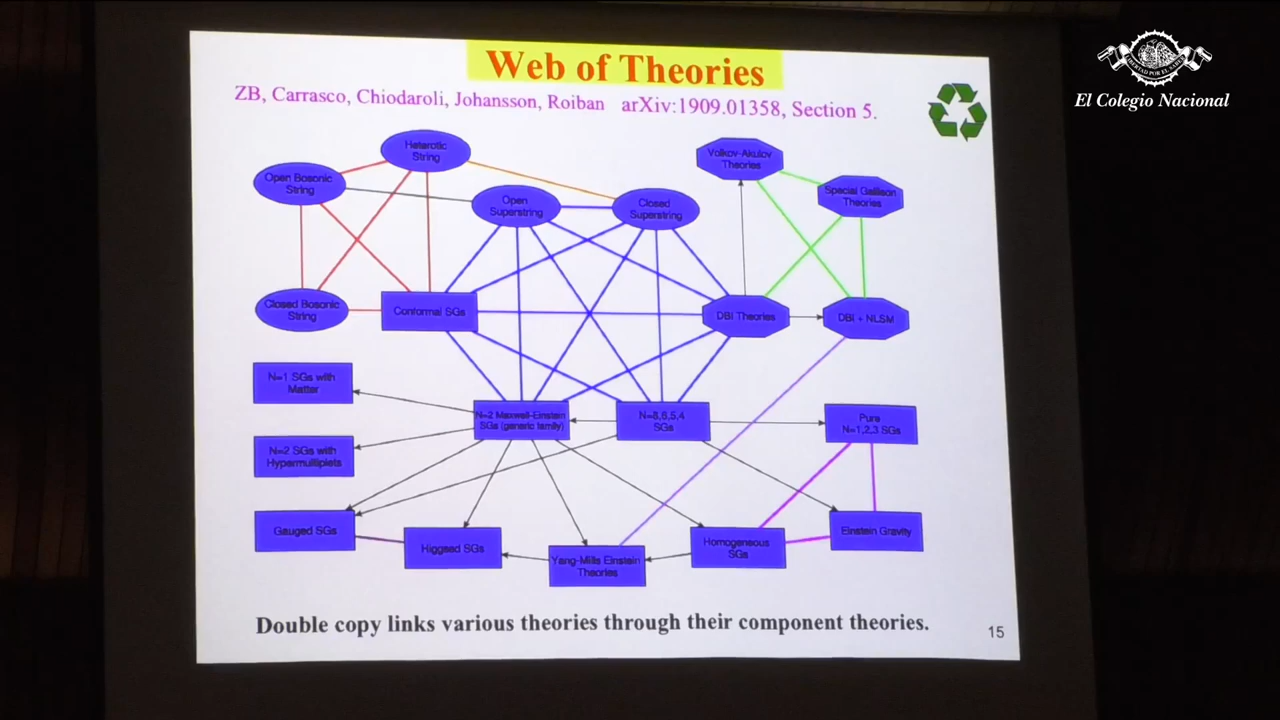 Web of Theories
ZB, Carrasco, Chiodaroli, Johansson, Roiban arXiv:1909.01358, Section 5.
El Colegio Nacional
Heterotic
String
Open Bosonic
String
Open
Superstring
Closed
Superstring
Volkov-Akulov
Theories
Special Galileon
Theories
Closed Bosonic
String
Conformal SGs
DBI Theories
DBI + NLSM
N=1 SGs with
Matter
N=2 Maxwell-Einstein
SGs (generic family)
N=8,6,5,4
SGs
Pure
N=1,2,3 SGs
N=2 SGs with
Hypermultiplets
Gauged SGs
Higgsed SGs
Yang-Mills Einstein
Theories
Homogeneous
SGs
Einstein Gravity
Double copy links various theories through their component theories.
15